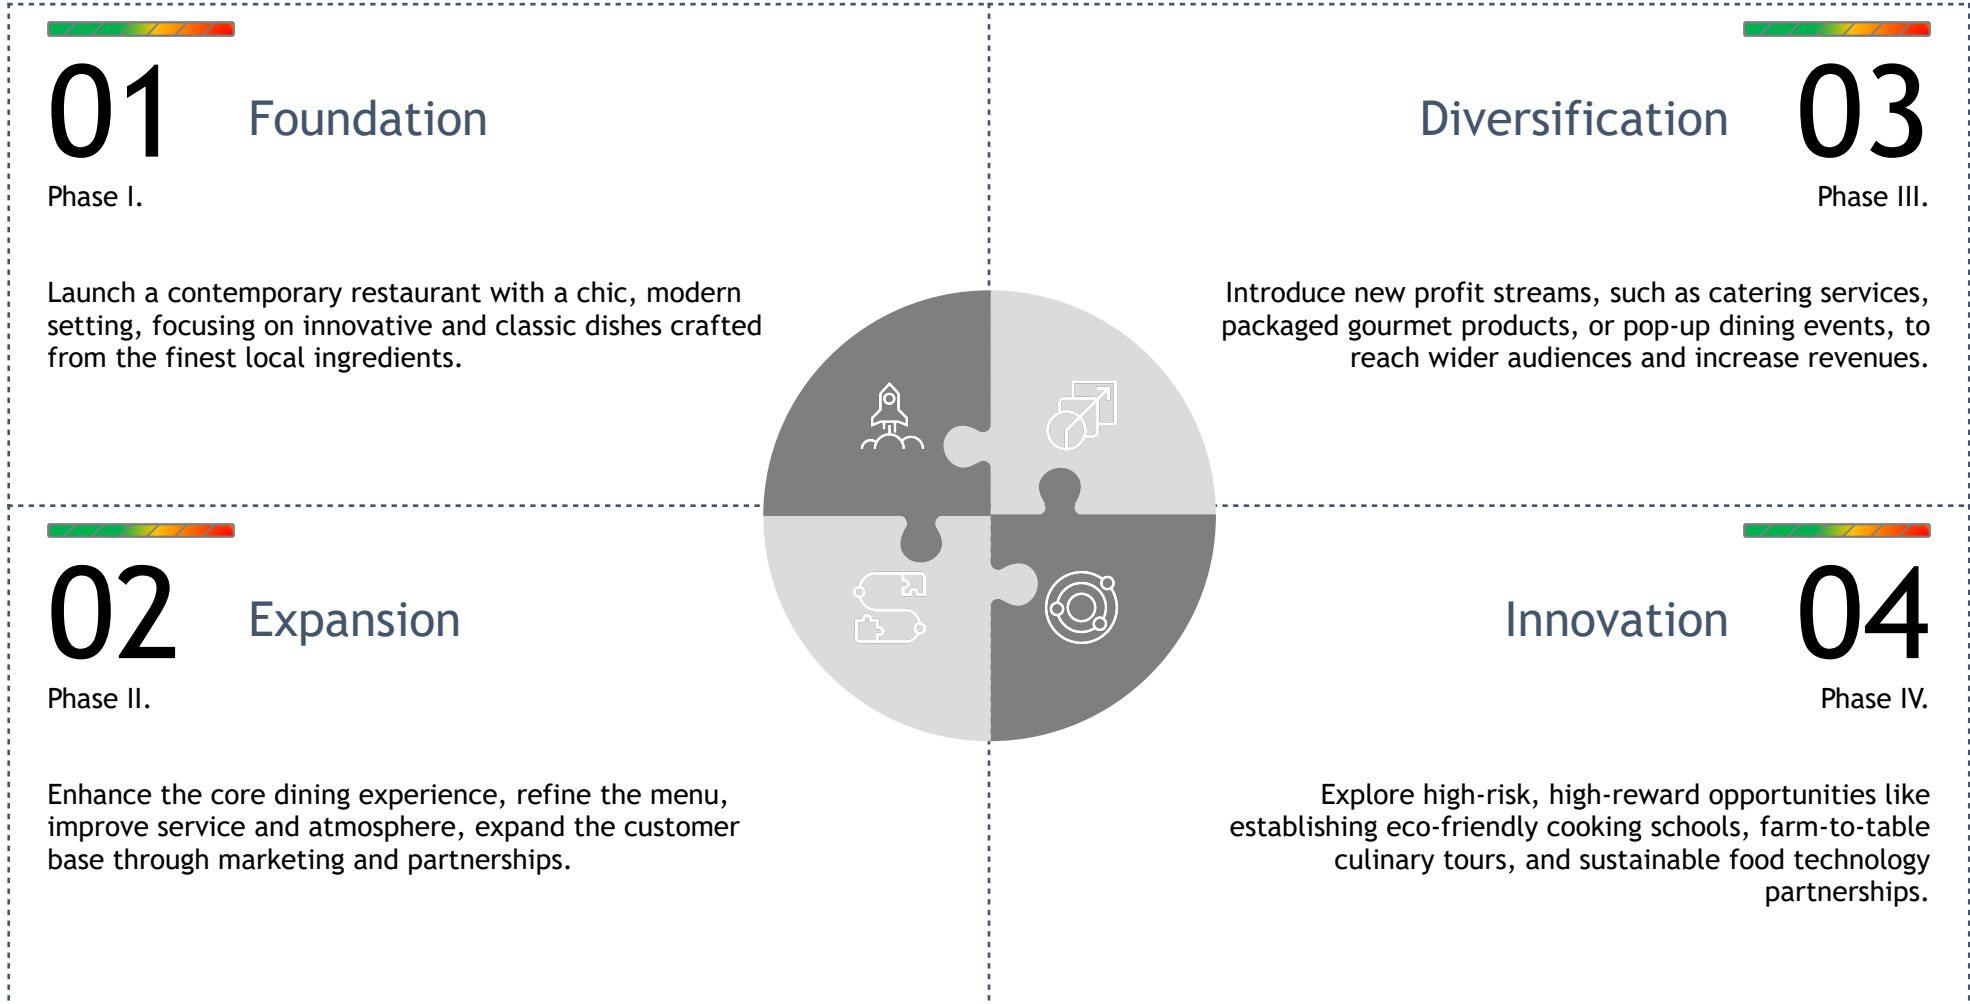 01 Foundation
Phase I.
Launch a contemporary restaurant with a chic, modern
setting, focusing on innovative and classic dishes crafted
from the finest local ingredients.
02 Expansion
Phase II.
Enhance the core dining experience, refine the menu,
improve service and atmosphere, expand the customer
base through marketing and partnerships.
Diversification 03
Phase III.
Introduce new profit streams, such as catering services,
packaged gourmet products, or pop-up dining events, to
reach wider audiences and increase revenues.
Innovation 04
Phase IV.
Explore high-risk, high-reward opportunities like
establishing eco-friendly cooking schools, farm-to-table
culinary tours, and sustainable food technology
partnerships.